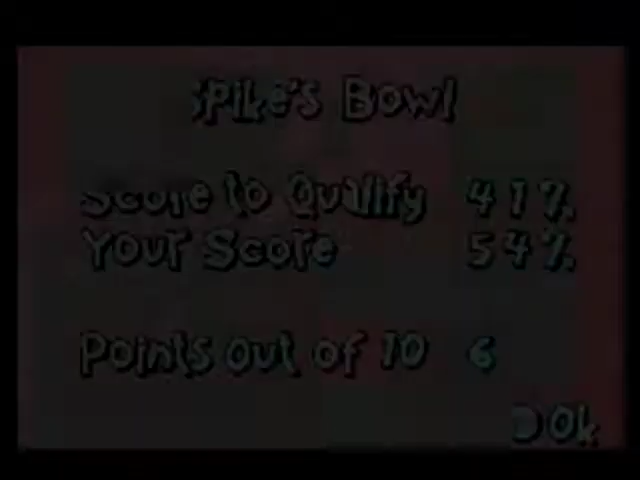 Spike's Bowl
Score to Qualify 41%
Your Score 54%
Points out of 10 6
Ok